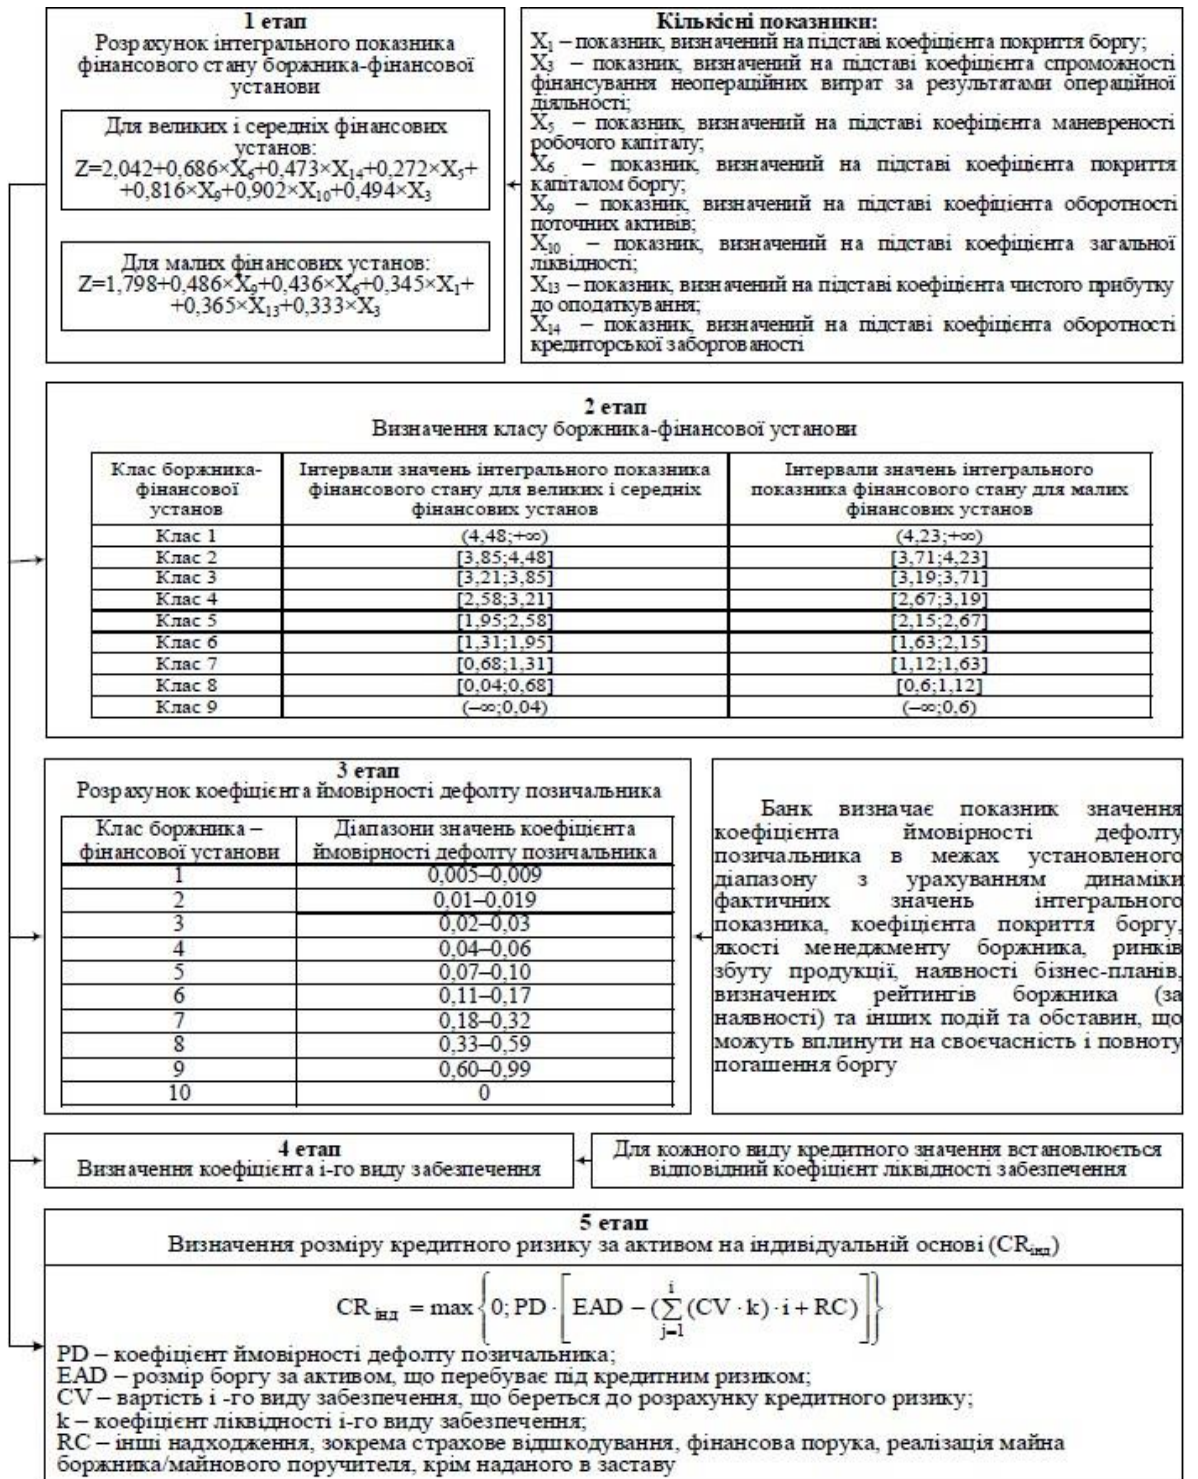 1 етап
Розрахунок інтегрального показника
фінансового стану боржника-фінансової
установи
Для великих і середніх фінансових
установ:
Z=2,042+0,686×X₆+0,473×X₁₄+0,272×X₅+
+0,816×X₉+0,902×X₁₀+0,494×X₃
Для малих фінансових установ:
Z=1,798+0,486×X₉+0,436×X₆+0,345×X₁+
+0,365×X₁₃+0,333×X₃
Кількісні показники:
X₁ – показник, визначений на підставі коефіцієнта покриття боргу;
X₃ – показник, визначений на підставі коефіцієнта спроможності
фінансування неопераційних витрат за результатами операційної
діяльності;
X₅ – показник, визначений на підставі коефіцієнта маневреності
робочого капіталу;
X₆ – показник, визначений на підставі коефіцієнта покриття
капіталом боргу;
X₉ – показник, визначений на підставі коефіцієнта оборотності
поточних активів;
X₁₀ – показник, визначений на підставі коефіцієнта загальної
ліквідності;
X₁₃ – показник, визначений на підставі коефіцієнта чистого прибутку
до оподаткування;
X₁₄ – показник, визначений на підставі коефіцієнта оборотності
кредиторської заборгованості
2 етап
Визначення класу боржника-фінансової установи
Клас боржника-
фінансової
установ
Інтервали значень інтегрального показника
фінансового стану для великих і середніх
фінансових установ
Інтервали значень інтегрального
показника фінансового стану для малих
фінансових установ
Клас 1 (4,48;+∞) (4,23;+∞)
Клас 2 [3,85;4,48] [3,71;4,23]
Клас 3 [3,21;3,85] [3,19;3,71]
Клас 4 [2,58;3,21] [2,67;3,19]
Клас 5 [1,95;2,58] [2,15;2,67]
Клас 6 [1,31;1,95] [1,63;2,15]
Клас 7 [0,68;1,31] [1,12;1,63]
Клас 8 [0,04;0,68] [0,6;1,12]
Клас 9 (–∞;0,04) (–∞;0,6)
3 етап
Розрахунок коефіцієнта ймовірності дефолту позичальника
Клас боржника –
фінансової установи
Діапазони значень коефіцієнта
ймовірності дефолту позичальника
1 0,005–0,009
2 0,01–0,019
3 0,02–0,03
4 0,04–0,06
5 0,07–0,10
6 0,11–0,17
7 0,18–0,32
8 0,33–0,59
9 0,60–0,99
10 0
Банк визначає показник значення
коефіцієнта ймовірності дефолту
позичальника в межах установленого
діапазону з урахуванням динаміки
фактичних значень інтегрального
показника, коефіцієнта покриття боргу,
якості менеджменту боржника, ринків
збуту продукції, наявності бізнес-планів,
визначених рейтингів боржника (за
наявності) та інших подій та обставин, що
можуть вплинути на своєчасність і повноту
погашення боргу
4 етап
Визначення коефіцієнта і-го виду забезпечення
Для кожного виду кредитного значення встановлюється
відповідний коефіцієнт ліквідності забезпечення
5 етап
Визначення розміру кредитного ризику за активом на індивідуальній основі (CRінд)
CR інд = max{0; PD · [EAD – (∑ i j=1 (CV · k) · i + RC)]}
PD – коефіцієнт ймовірності дефолту позичальника;
EAD – розмір боргу за активом, що перебуває під кредитним ризиком;
CV – вартість і -го виду забезпечення, що береться до розрахунку кредитного ризику;
k – коефіцієнт ліквідності і-го виду забезпечення;
RC – інші надходження, зокрема страхове відшкодування, фінансова порука, реалізація майна
боржника/майнового поручителя, крім наданого в заставу